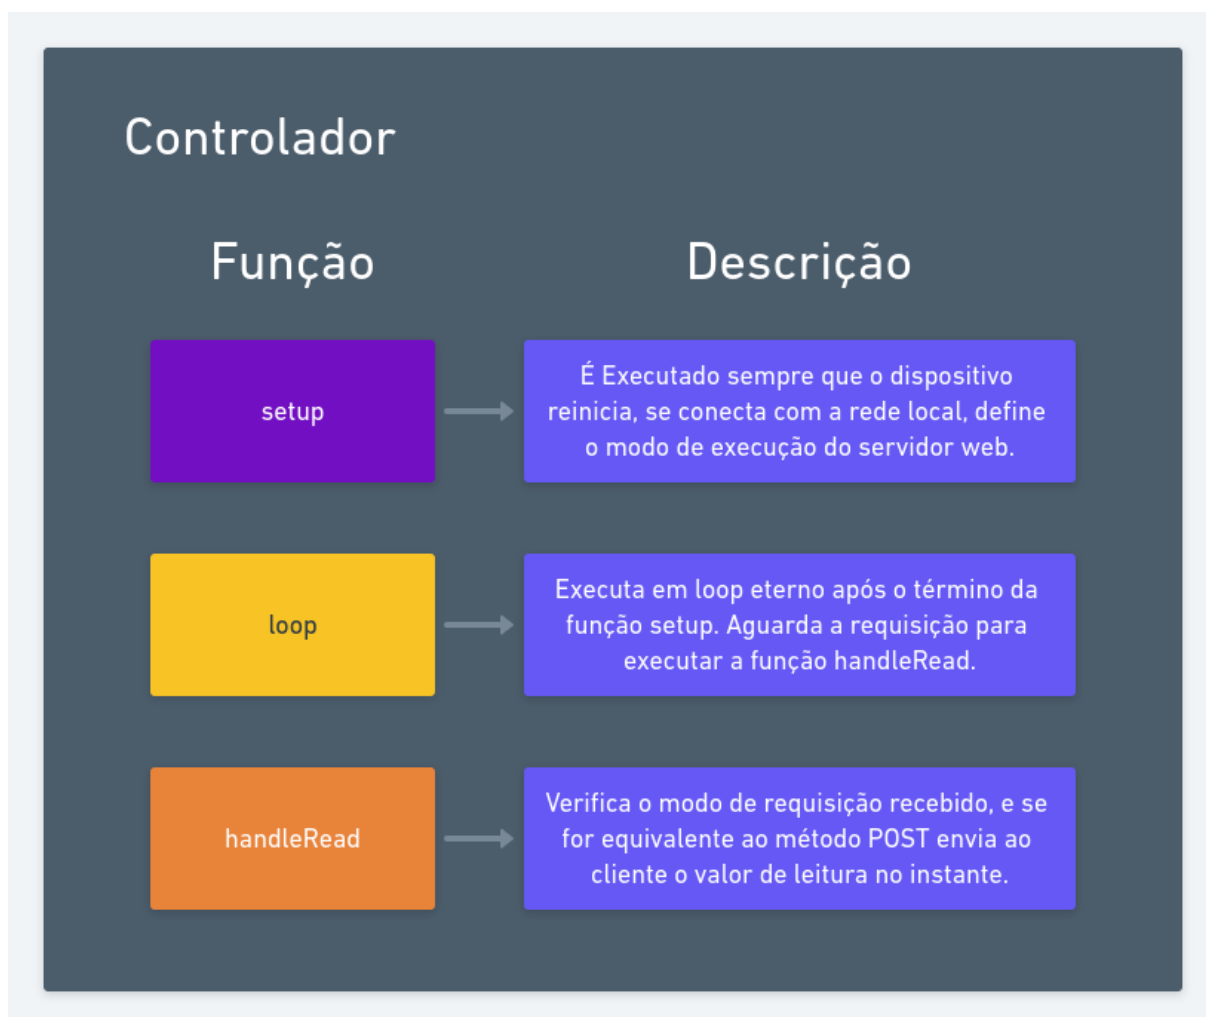 Controlador
Função
Descrição
setup
É Executado sempre que o dispositivo
reinicia, se conecta com a rede local, define
o modo de execução do servidor web.
loop
Executa em loop eterno após o término da
função setup. Aguarda a requisição para
executar a função handleRead.
handleRead
Verifica o modo de requisição recebido, e se
for equivalente ao método POST envia ao
cliente o valor de leitura no instante.